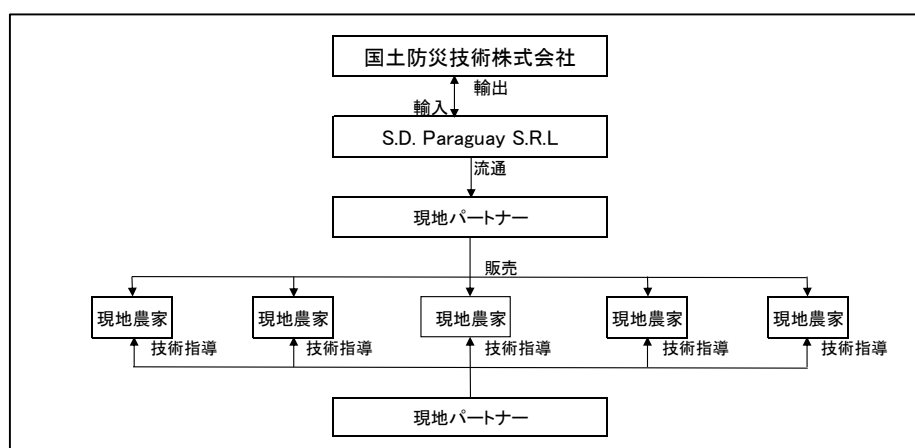 国土防災技術株式会社
輸出
輸入
S.D. Paraguay S.R.L
流通
現地パートナー
販売
現地農家 現地農家 現地農家 現地農家 現地農家
技術指導 技術指導 技術指導 技術指導 技術指導
現地パートナー